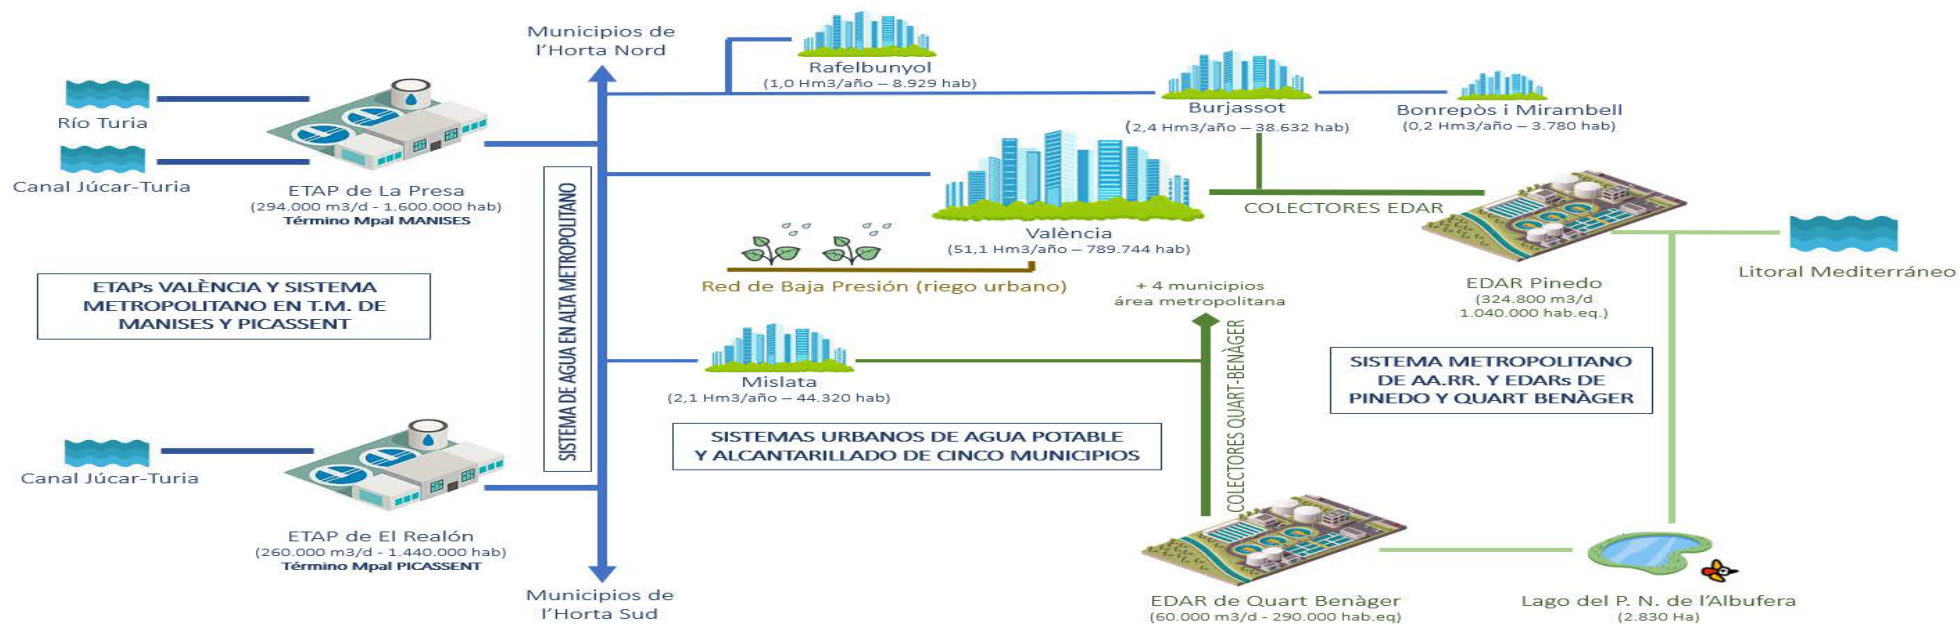 Municipios de
l'Horta Nord
Río Turia
Canal Júcar-Turia
ETAP de La Presa
(294.000 m3/d - 1.600.000 hab)
Término Mpal MANISES
ETAPs VALÈNCIA Y SISTEMA
METROPOLITANO EN T.M. DE
MANISES Y PICASSENT
Canal Júcar-Turia
ETAP de El Realón
(260.000 m3/d - 1.440.000 hab)
Término Mpal PICASSENT
SISTEMA DE AGUA EN ALTA METROPOLITANO
Municipios de
l'Horta Sud
Rafelbunyol
(1,0 Hm3/año – 8.929 hab)
Burjassot
(2,4 Hm3/año – 38.632 hab)
Bonrepòs i Mirambell
(0,2 Hm3/año – 3.780 hab)
València
(51,1 Hm3/año – 789.744 hab)
Red de Baja Presión (riego urbano)
Mislata
(2,1 Hm3/año – 44.320 hab)
SISTEMAS URBANOS DE AGUA POTABLE
Y ALCANTARILLADO DE CINCO MUNICIPIOS
COLECTORES EDAR
+ 4 municipios
área metropolitana
COLECTORES QUART-BENÀGER
EDAR Pinedo
(324.800 m3/d
1.040.000 hab.eq.)
Litoral Mediterráneo
SISTEMA METROPOLITANO
DE AA.RR. Y EDARs DE
PINEDO Y QUART BENÀGER
EDAR de Quart Benàger
(60.000 m3/d - 290.000 hab.eq)
Lago del P. N. de l'Albufera
(2.830 Ha)